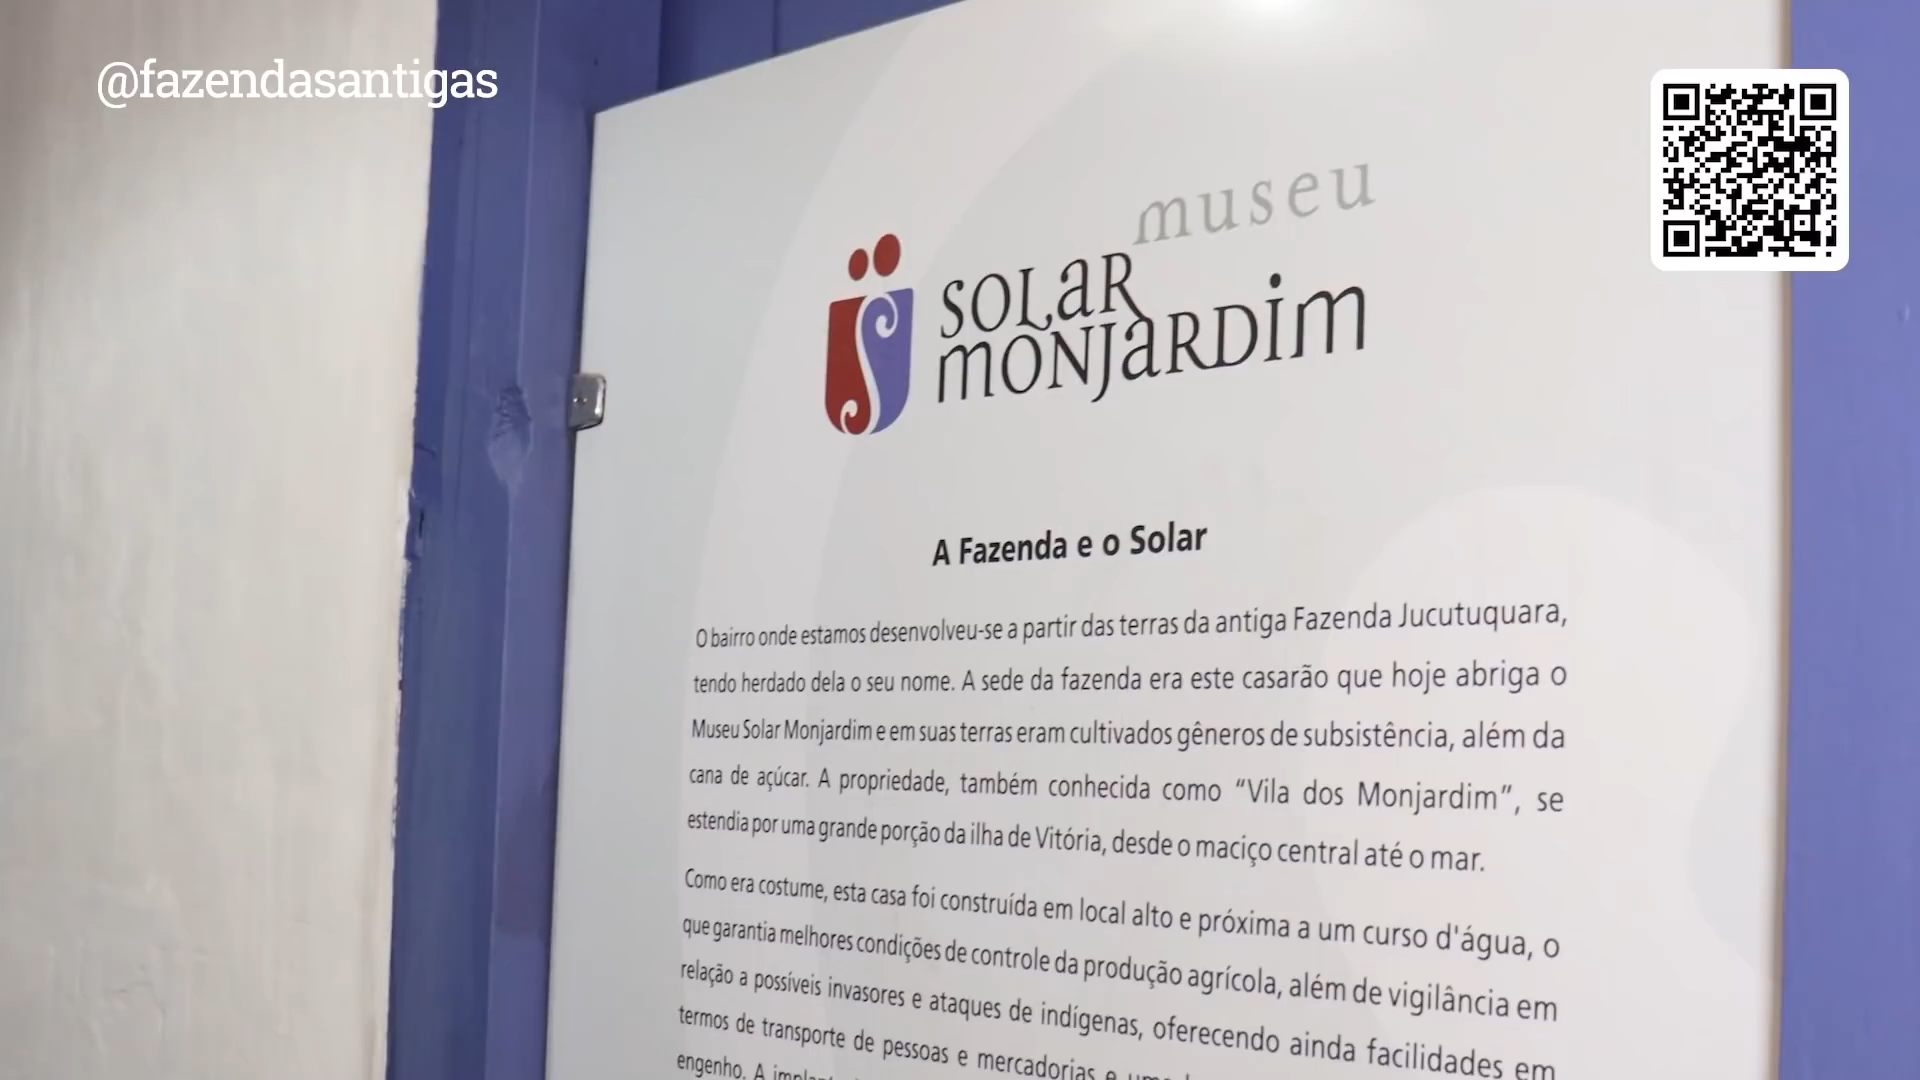 @fazendasantigas
museu
SOLAR
MONJARDIM
A Fazenda e o Solar
O bairro onde estamos desenvolveu-se a partir das terras da antiga Fazenda Jucutuquara,
tendo herdado dela o seu nome. A sede da fazenda era este casarão que hoje abriga o
Museu Solar Monjardim e em suas terras eram cultivados gêneros de subsistência, além da
cana de açúcar. A propriedade, também conhecida como “Vila dos Monjardim”, se
estendia por uma grande porção da ilha de Vitória, desde o maciço central até o mar.
Como era costume, esta casa foi construída em local alto e próxima a um curso d'água, o
que garantia melhores condições de controle da produção agrícola, além de vigilância em
relação a possíveis invasores e ataques de indígenas, oferecendo ainda facilidades em
termos de transporte de pessoas e mercadorias e
engenho. A